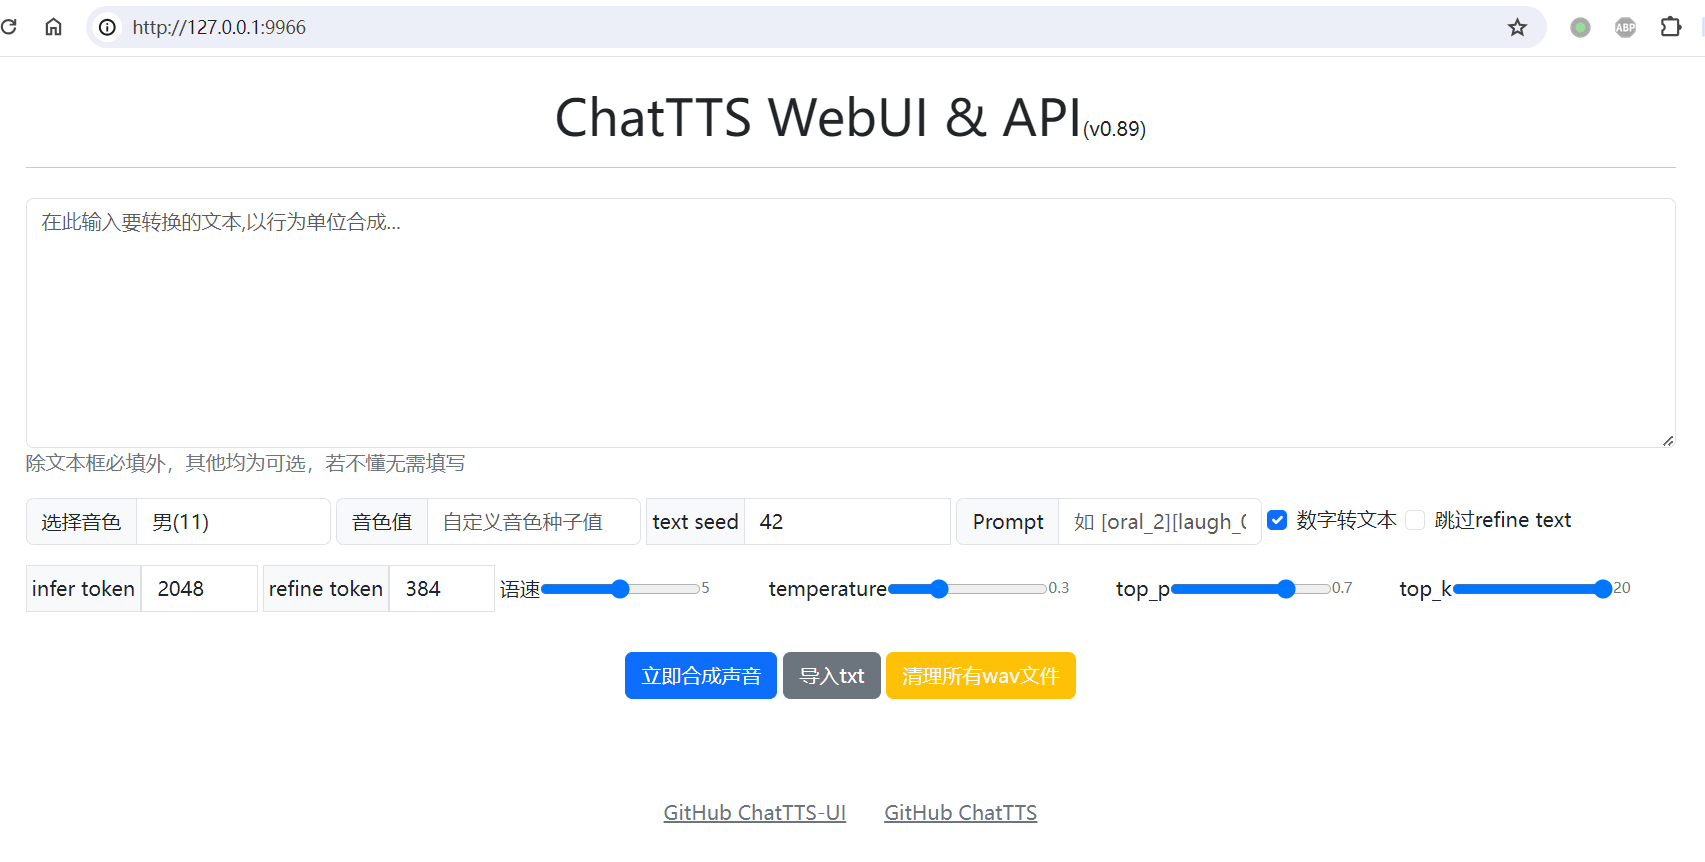 http://127.0.0.1:9966
ABP
ChatTTS WebUI & API(v0.89)
在此输入要转换的文本,以行为单位合成...
除文本框必填外，其他均为可选，若不懂无需填写
选择音色 男(11) 音色值 自定义音色种子值 text seed 42 Prompt 如 [oral_2][laugh_0 数字转文本 跳过refine text
infer token 2048 refine token 384 语速 5 temperature 0.3 top_p 0.7 top_k 20
立即合成声音 导入txt 清理所有wav文件
GitHub ChatTTS-UI GitHub ChatTTS